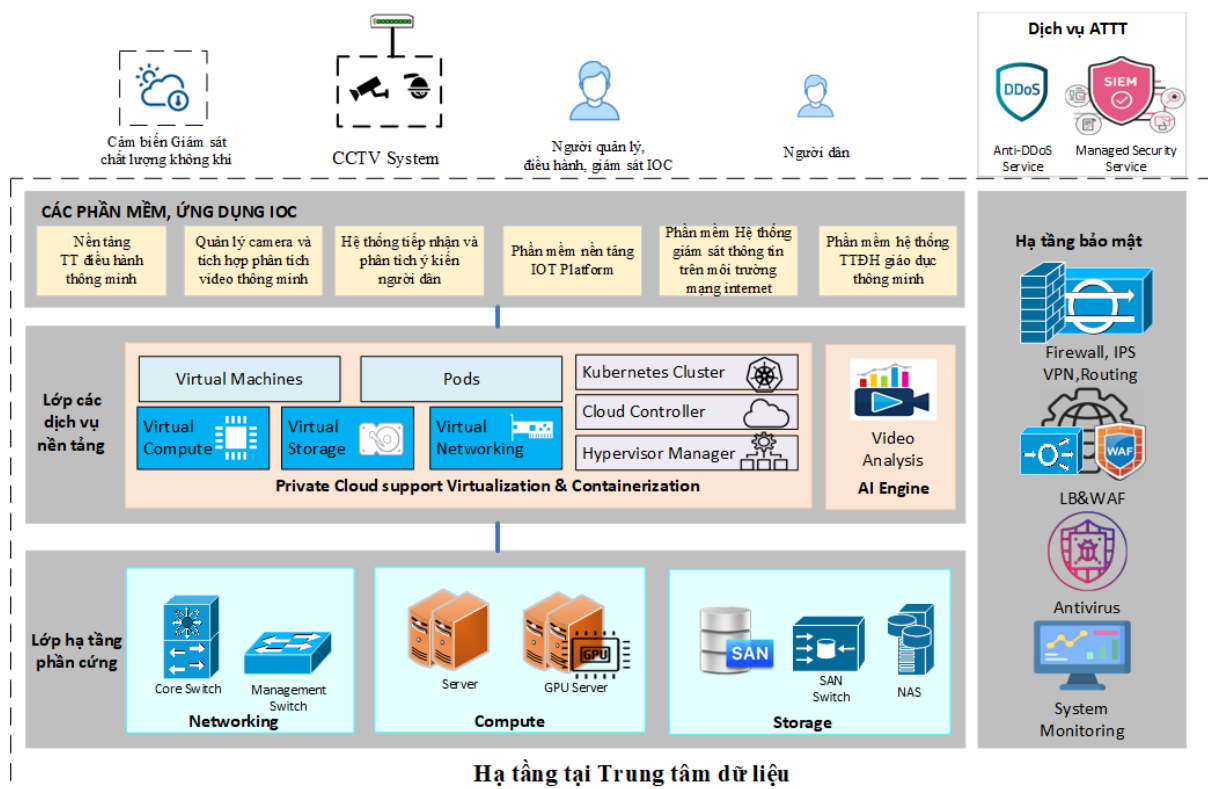 Dịch vụ ATTT
DDoS
SIEM
Anti-DDoS
Service
Managed Security
Service
Cảm biến Giám sát
chất lượng không khí
CCTV System
Người quản lý,
điều hành, giám sát IOC
Người dân
CÁC PHẦN MỀM, ỨNG DỤNG IOC
Nền tảng
TT điều hành
thông minh
Quản lý camera và
tích hợp phân tích
video thông minh
Hệ thống tiếp nhận và
phân tích ý kiến
người dân
Phần mềm nền tảng
IOT Platform
Phần mềm Hệ thống
giám sát thông tin
trên môi trường
mạng internet
Phần mềm hệ thống
TTĐH giáo dục
thông minh
Lớp các
dịch vụ
nền tảng
Virtual Machines
Pods
Virtual
Compute
Virtual
Storage
Virtual
Networking
Kubernetes Cluster
Cloud Controller
Hypervisor Manager
Private Cloud support Virtualization & Containerization
Video
Analysis
AI Engine
Lớp hạ tầng
phần cứng
Core Switch
Management
Switch
Networking
Server
GPU
GPU Server
Compute
SAN
SAN
Switch
NAS
Storage
Hạ tầng bảo mật
Firewall, IPS
VPN,Routing
WAF
LB&WAF
Antivirus
System
Monitoring
Hạ tầng tại Trung tâm dữ liệu